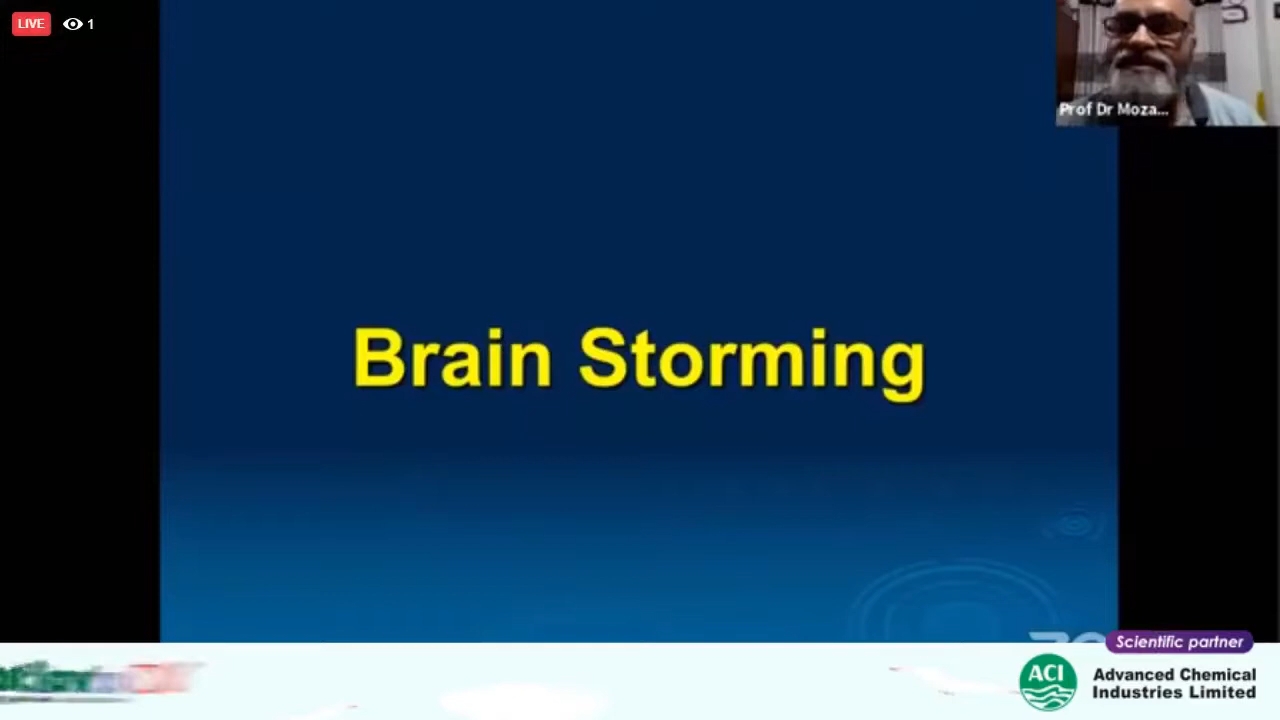 LIVE 1
Prof Dr Moza...
Brain Storming
Scientific partner
ACI
Advanced Chemical
Industries Limited